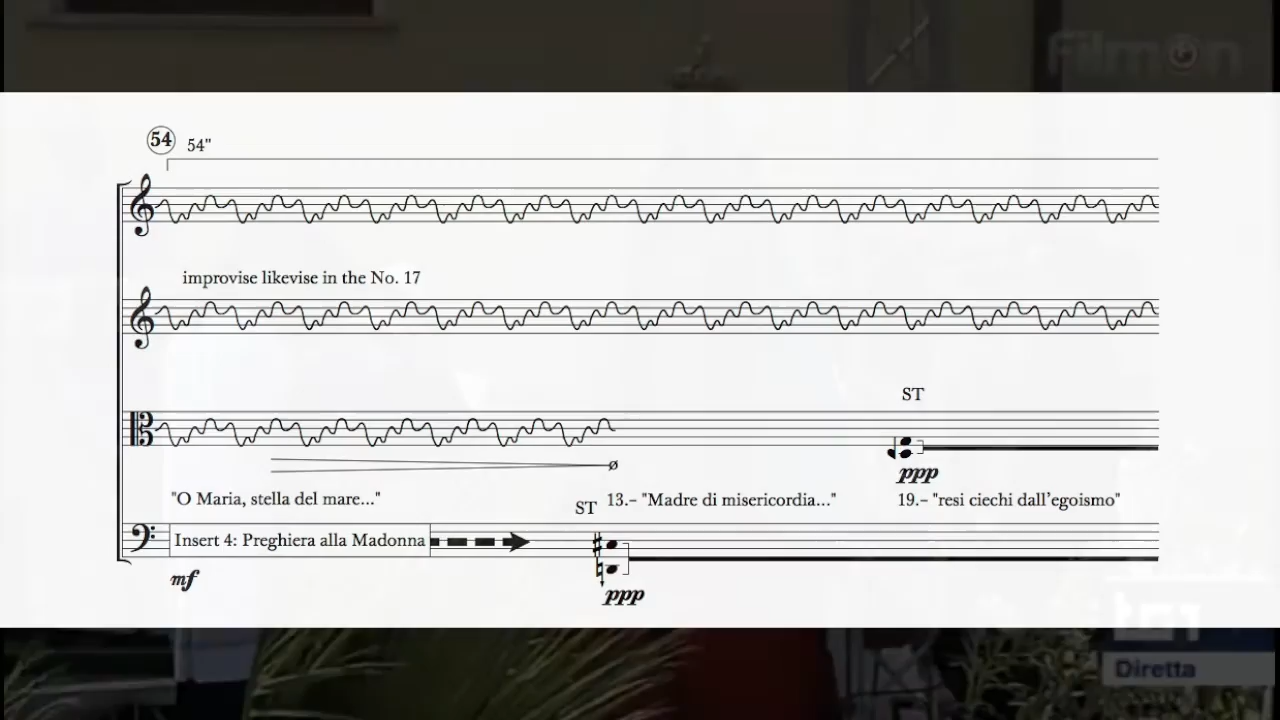 FilmOn
54 54"
improvise likevise in the No. 17
ST
ppp
"O Maria, stella del mare..." ST 13.– "Madre di misericordia..." 19.– "resi ciechi dall'egoismo"
Insert 4: Preghiera alla Madonna
mf
ppp
tg1
Diretta